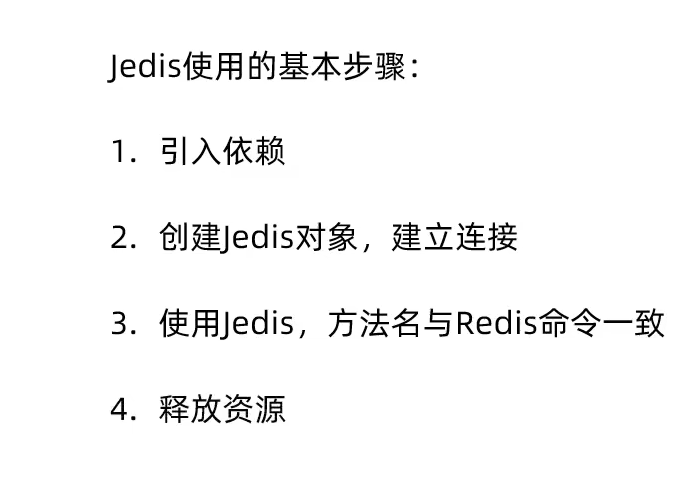 Jedis使用的基本步骤：
1. 引入依赖
2. 创建Jedis对象，建立连接
3. 使用Jedis，方法名与Redis命令一致
4. 释放资源